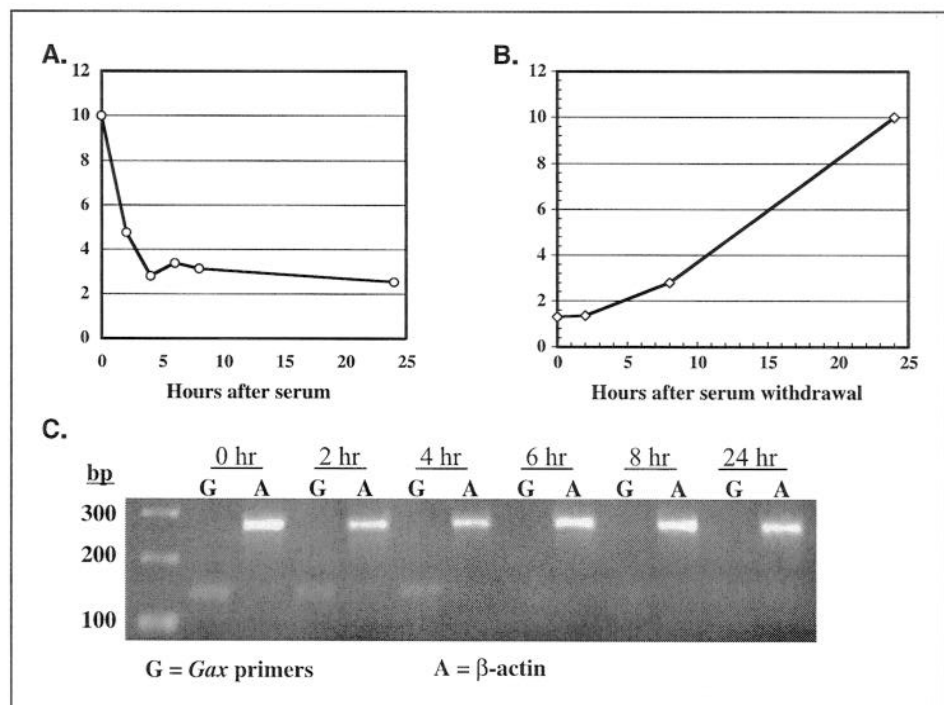 A.
12
10
8
6
4
2
0
0 5 10 15 20 25
Hours after serum
B.
12
10
8
6
4
2
0
0 5 10 15 20 25
Hours after serum withdrawal
C.
0 hr 2 hr 4 hr 6 hr 8 hr 24 hr
bp G A G A G A G A G A G A
300
200
100
G = Gax primers A = β-actin